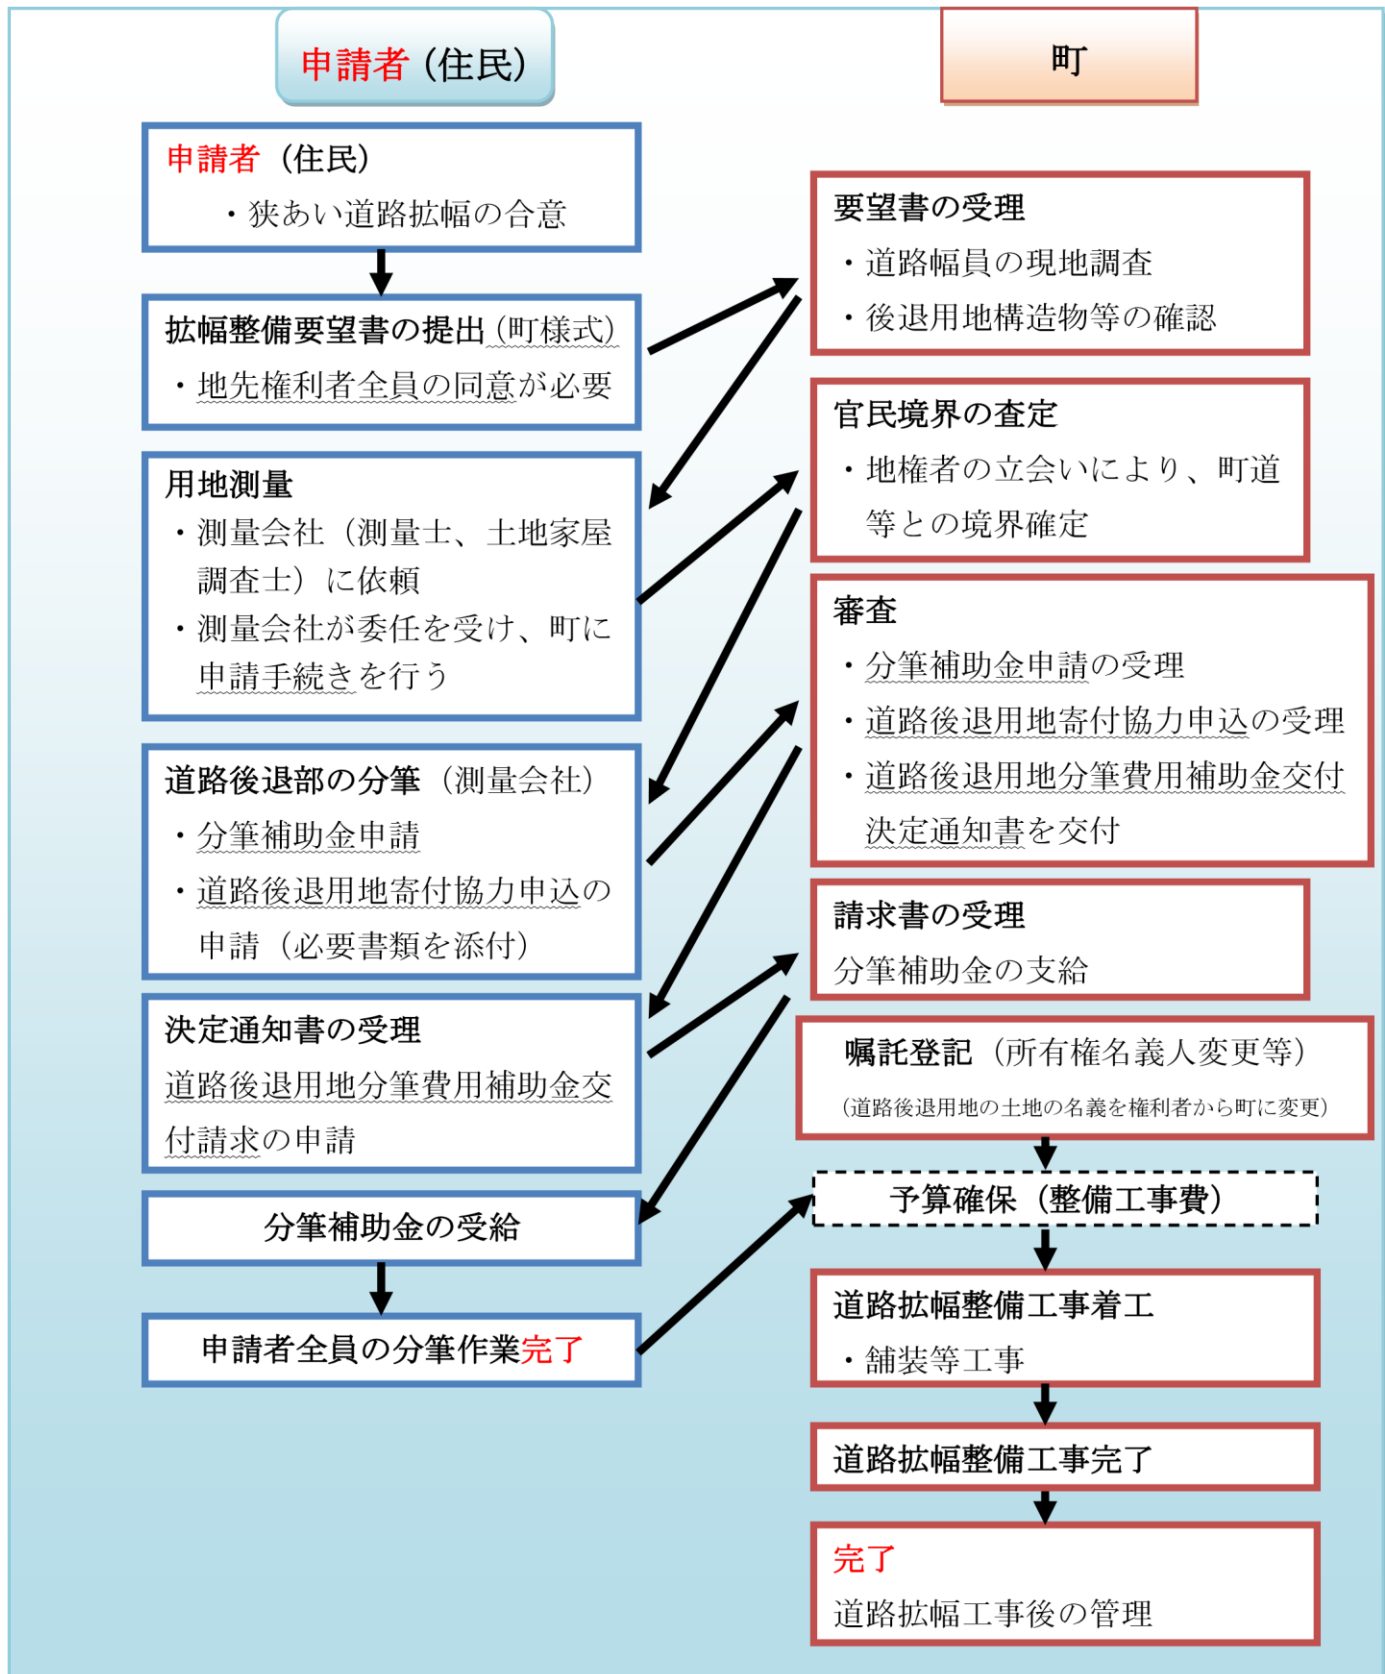 申請者（住民）
町
申請者（住民）
・狭あい道路拡幅の合意
拡幅整備要望書の提出（町様式）
・地先権利者全員の同意が必要
用地測量
・測量会社（測量士、土地家屋
調査士）に依頼
・測量会社が委任を受け、町に
申請手続きを行う
道路後退部の分筆（測量会社）
・分筆補助金申請
・道路後退用地寄付協力申込の
申請（必要書類を添付）
決定通知書の受理
道路後退用地分筆費用補助金交
付請求の申請
分筆補助金の受給
申請者全員の分筆作業完了
要望書の受理
・道路幅員の現地調査
・後退用地構造物等の確認
官民境界の査定
・地権者の立会いにより、町道
等との境界確定
審査
・分筆補助金申請の受理
・道路後退用地寄付協力申込の受理
・道路後退用地分筆費用補助金交付
決定通知書を交付
請求書の受理
分筆補助金の支給
嘱託登記（所有権名義人変更等）
（道路後退用地の土地の名義を権利者から町に変更）
予算確保（整備工事費）
道路拡幅整備工事着工
・舗装等工事
道路拡幅整備工事完了
完了
道路拡幅工事後の管理